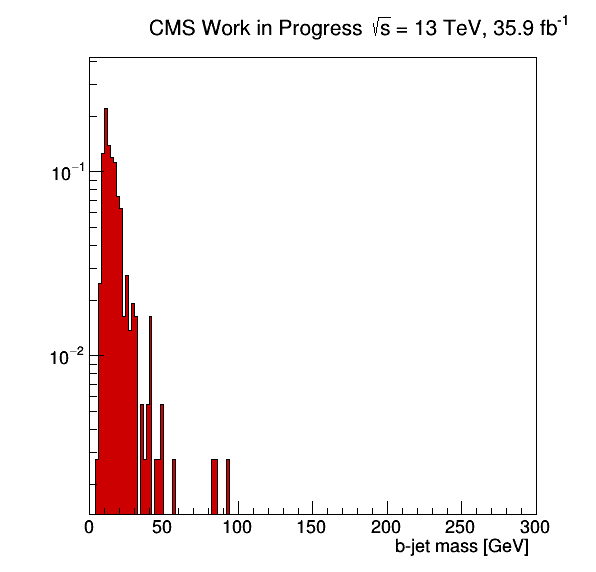 CMS Work in Progress √s = 13 TeV, 35.9 fb⁻¹
10⁻¹
10⁻²
0 50 100 150 200 250 300
b-jet mass [GeV]